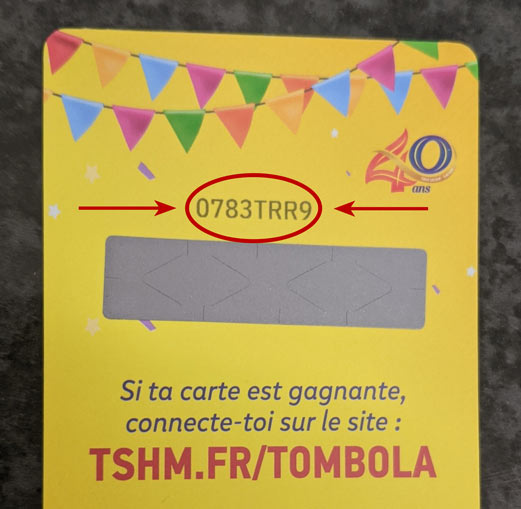 40
ans
0783TRR9
Si ta carte est gagnante,
connecte-toi sur le site :
TSHM.FR/TOMBOLA